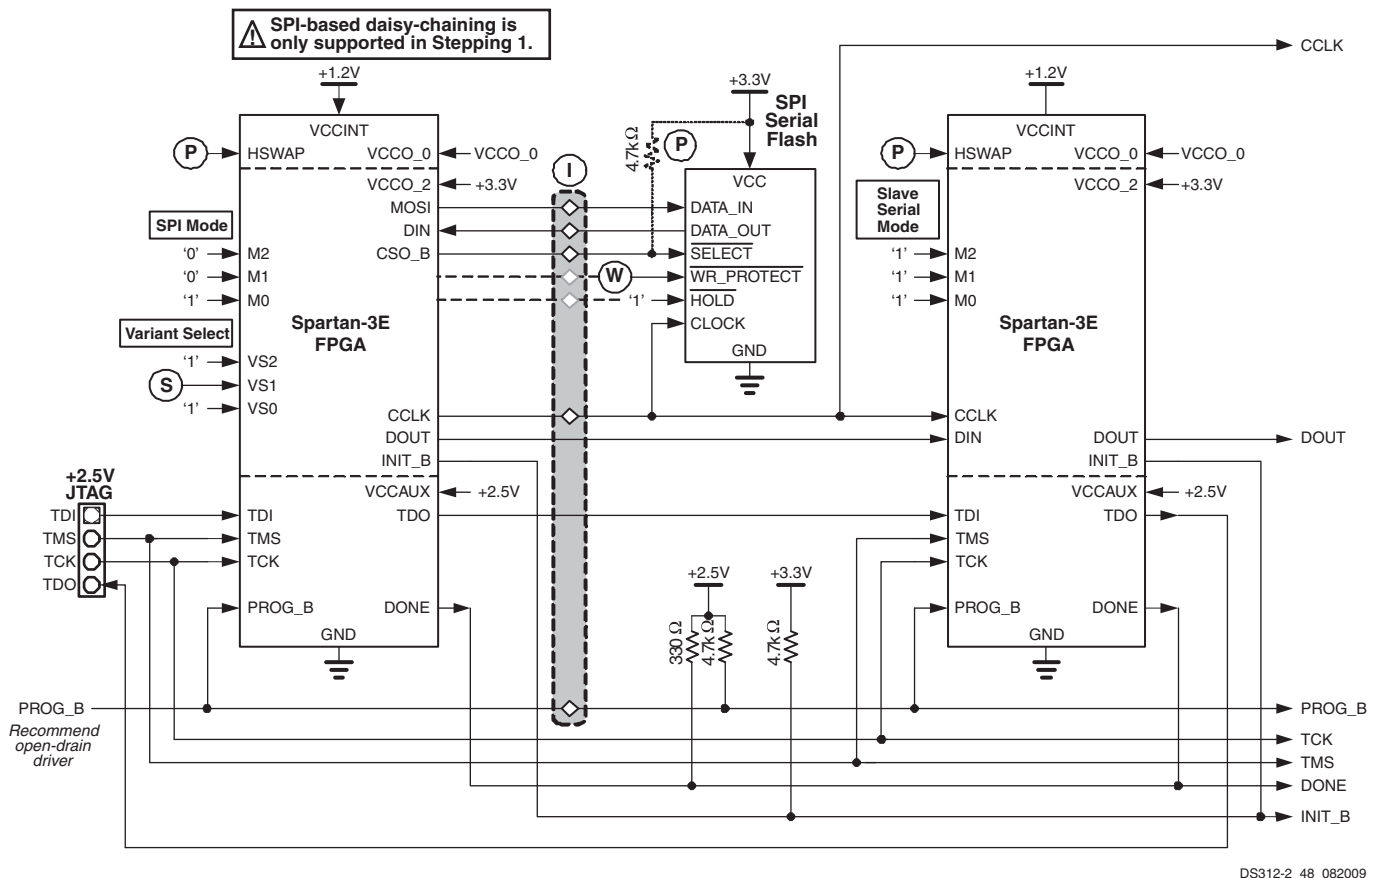 SPI-based daisy-chaining is
only supported in Stepping 1.
CCLK
+1.2V
+3.3V
+1.2V
SPI
Serial
Flash
VCCINT
P
HSWAP
VCCO_0
VCCO_0
VCCO_2
+3.3V
MOSI
DIN
CSO_B
SPI Mode
'0'
M2
'0'
M1
'1'
M0
Spartan-3E
FPGA
Variant Select
'1'
VS2
S
VS1
'1'
VS0
CCLK
DOUT
INIT_B
VCCAUX
+2.5V
TDO
+2.5V
JTAG
TDI
TMS
TCK
TDO
TDI
TMS
TCK
PROG_B
DONE
GND
I
4.7kΩ
P
VCC
DATA_IN
DATA_OUT
SELECT
W
WR_PROTECT
'1'
HOLD
CLOCK
GND
VCCINT
P
HSWAP
VCCO_0
VCCO_0
VCCO_2
+3.3V
Slave
Serial
Mode
'1'
M2
'1'
M1
'1'
M0
Spartan-3E
FPGA
CCLK
DIN
DOUT
DOUT
INIT_B
VCCAUX
+2.5V
TDI
TDO
TMS
TCK
PROG_B
DONE
GND
+2.5V
+3.3V
330 Ω
4.7kΩ
4.7kΩ
PROG_B
Recommend
open-drain
driver
PROG_B
TCK
TMS
DONE
INIT_B
DS312-2_48_082009